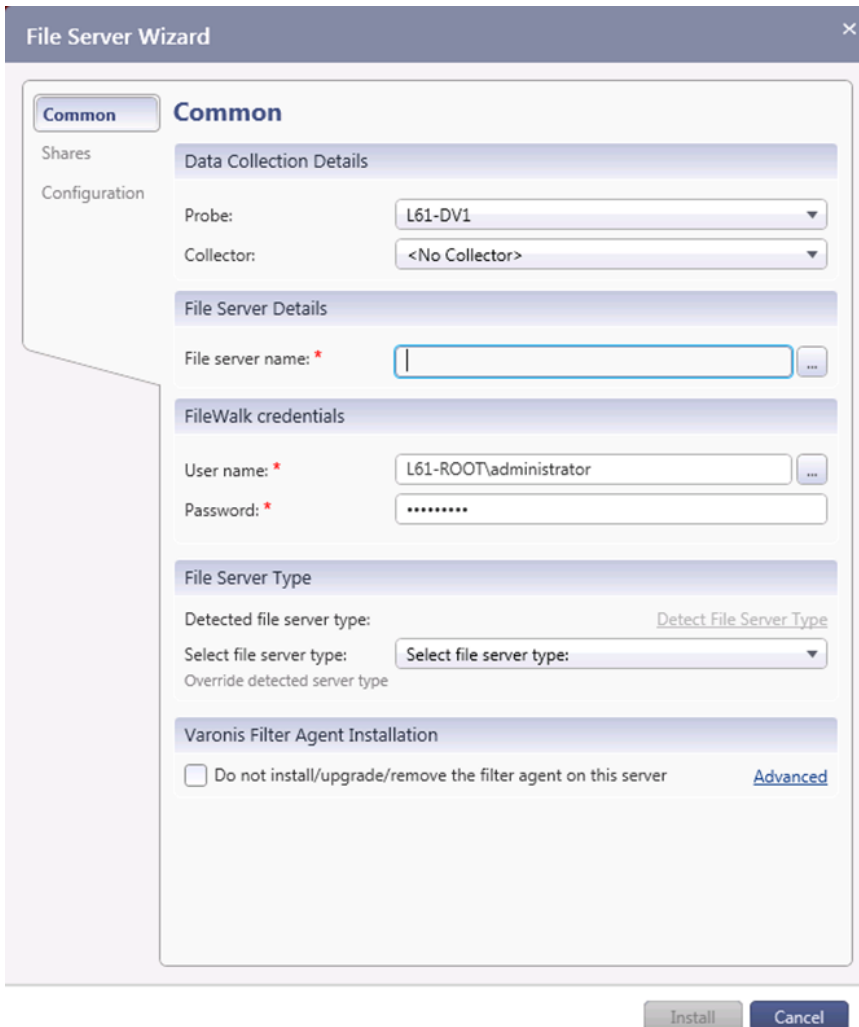 File Server Wizard
Common
Shares
Configuration
Common
Data Collection Details
Probe: L61-DV1
Collector: <No Collector>
File Server Details
File server name: * ...
FileWalk credentials
User name: * L61-ROOT\administrator ...
Password: * •••••••••
File Server Type
Detected file server type: Detect File Server Type
Select file server type: Select file server type:
Override detected server type
Varonis Filter Agent Installation
Do not install/upgrade/remove the filter agent on this server Advanced
Install Cancel